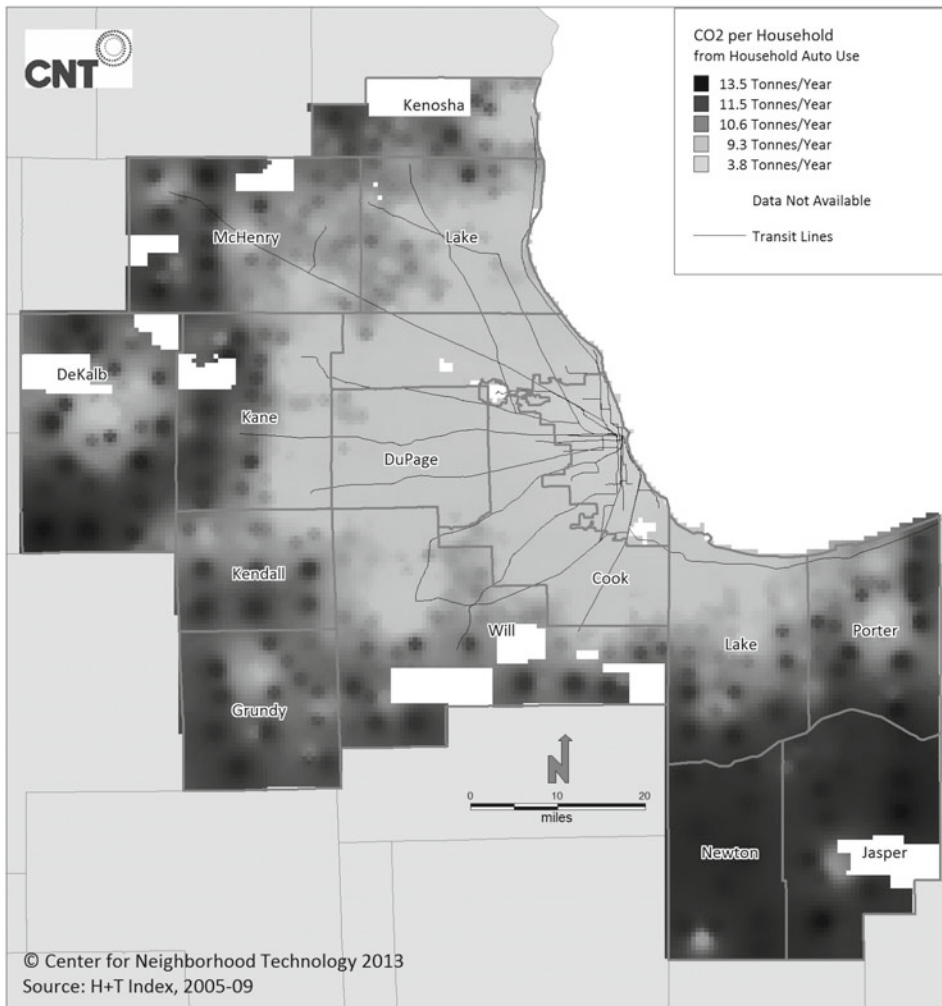 CNT
CO2 per Household
from Household Auto Use
13.5 Tonnes/Year
11.5 Tonnes/Year
10.6 Tonnes/Year
9.3 Tonnes/Year
3.8 Tonnes/Year
Data Not Available
Transit Lines
Kenosha
McHenry
Lake
DeKalb
Kane
DuPage
Kendall
Cook
Will
Lake
Porter
Grundy
N
0 10 20
miles
Newton
Jasper
© Center for Neighborhood Technology 2013
Source: H+T Index, 2005-09